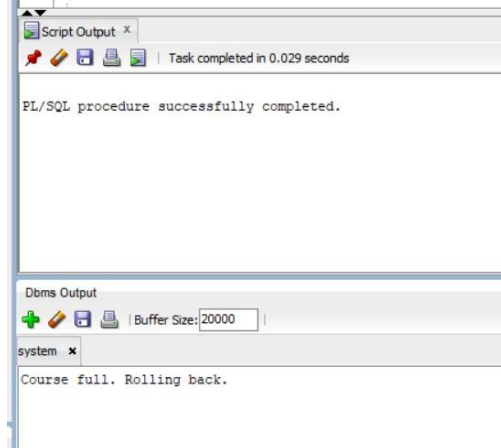 Script Output x
Task completed in 0.029 seconds
PL/SQL procedure successfully completed.
Dbms Output
Buffer Size: 20000
system x
Course full. Rolling back.